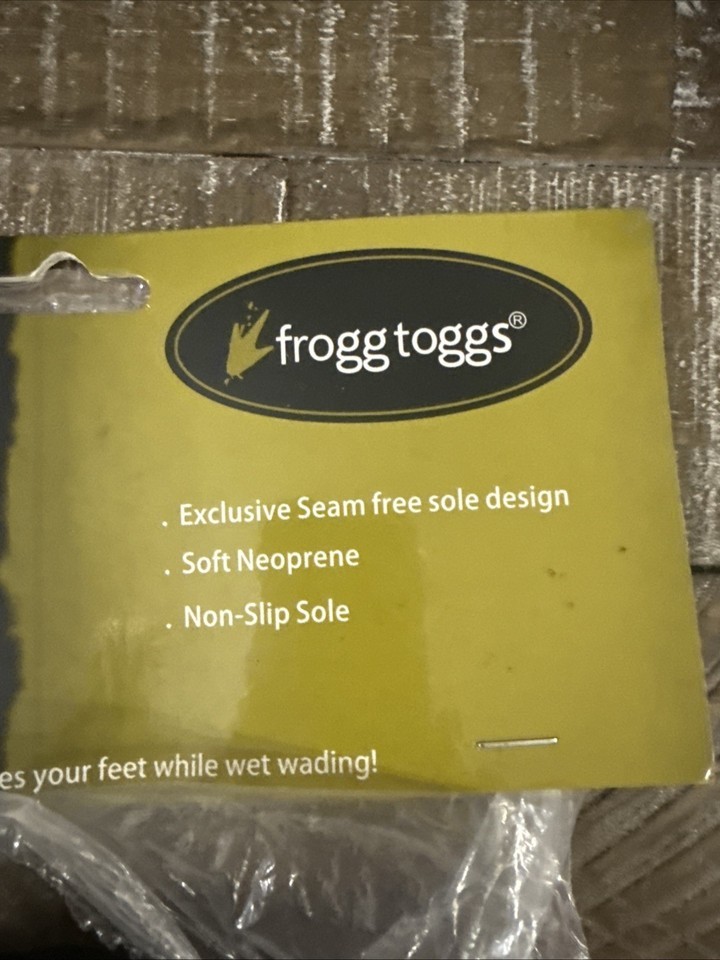 frogg toggs®
. Exclusive Seam free sole design
. Soft Neoprene
. Non-Slip Sole
es your feet while wet wading!